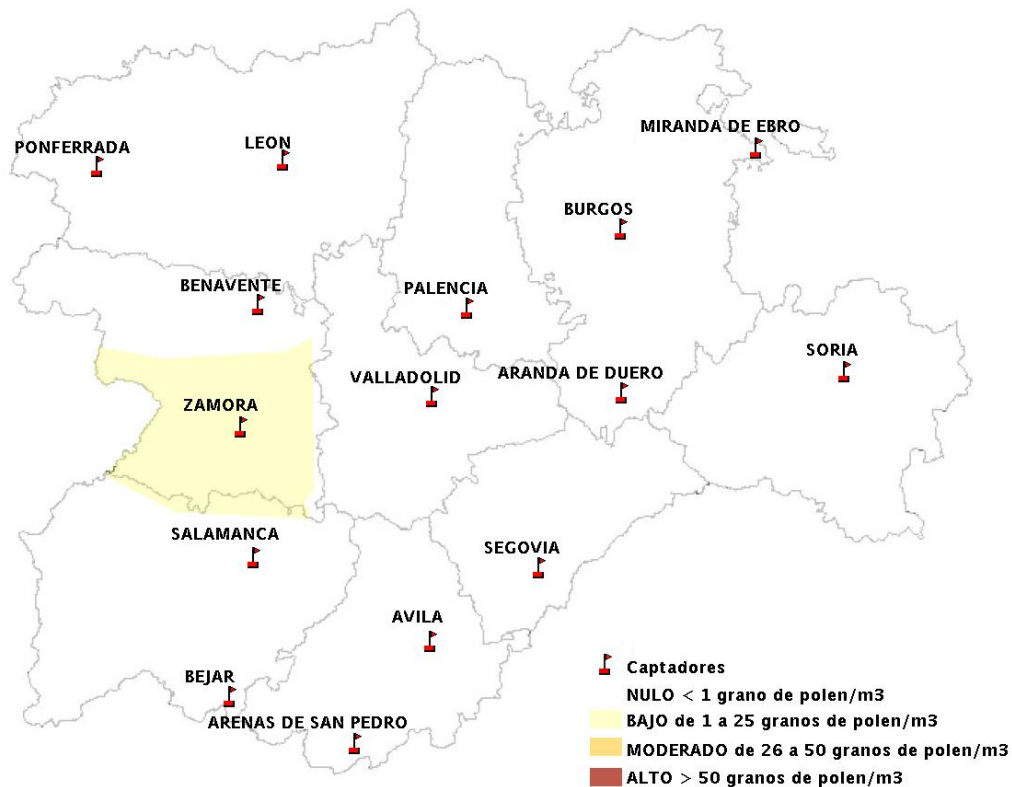 MIRANDA DE EBRO
PONFERRADA
LEON
BURGOS
BENAVENTE
PALENCIA
SORIA
VALLADOLID
ARANDA DE DUERO
ZAMORA
SALAMANCA
SEGOVIA
AVILA
BEJAR
ARENAS DE SAN PEDRO
Captadores
NULO < 1 grano de polen/m3
BAJO de 1 a 25 granos de polen/m3
MODERADO de 26 a 50 granos de polen/m3
ALTO > 50 granos de polen/m3